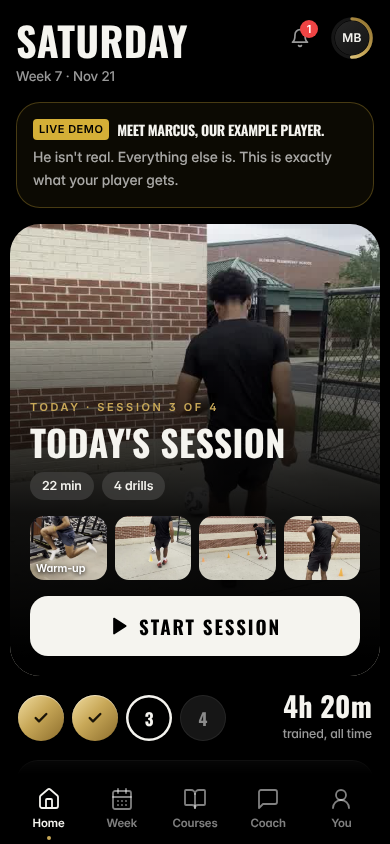 SATURDAY
1
MB
Week 7 · Nov 21
LIVE DEMO MEET MARCUS, OUR EXAMPLE PLAYER.
He isn't real. Everything else is. This is exactly
what your player gets.
TODAY · SESSION 3 OF 4
TODAY'S SESSION
22 min
4 drills
Warm-up
START SESSION
3
4
4h 20m
trained, all time
Home
Week
Courses
Coach
You